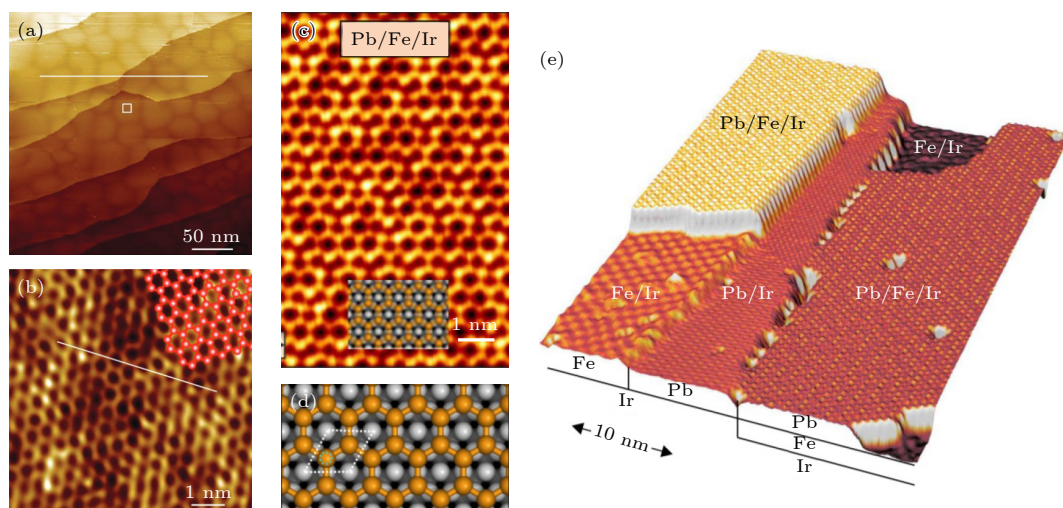 (a)
50 nm
(b)
1 nm
(c)
Pb/Fe/Ir
1 nm
(d)
(e)
Pb/Fe/Ir
Fe/Ir
Fe/Ir
Pb/Ir
Pb/Fe/Ir
Fe
Ir
Pb
Pb
Fe
Ir
10 nm